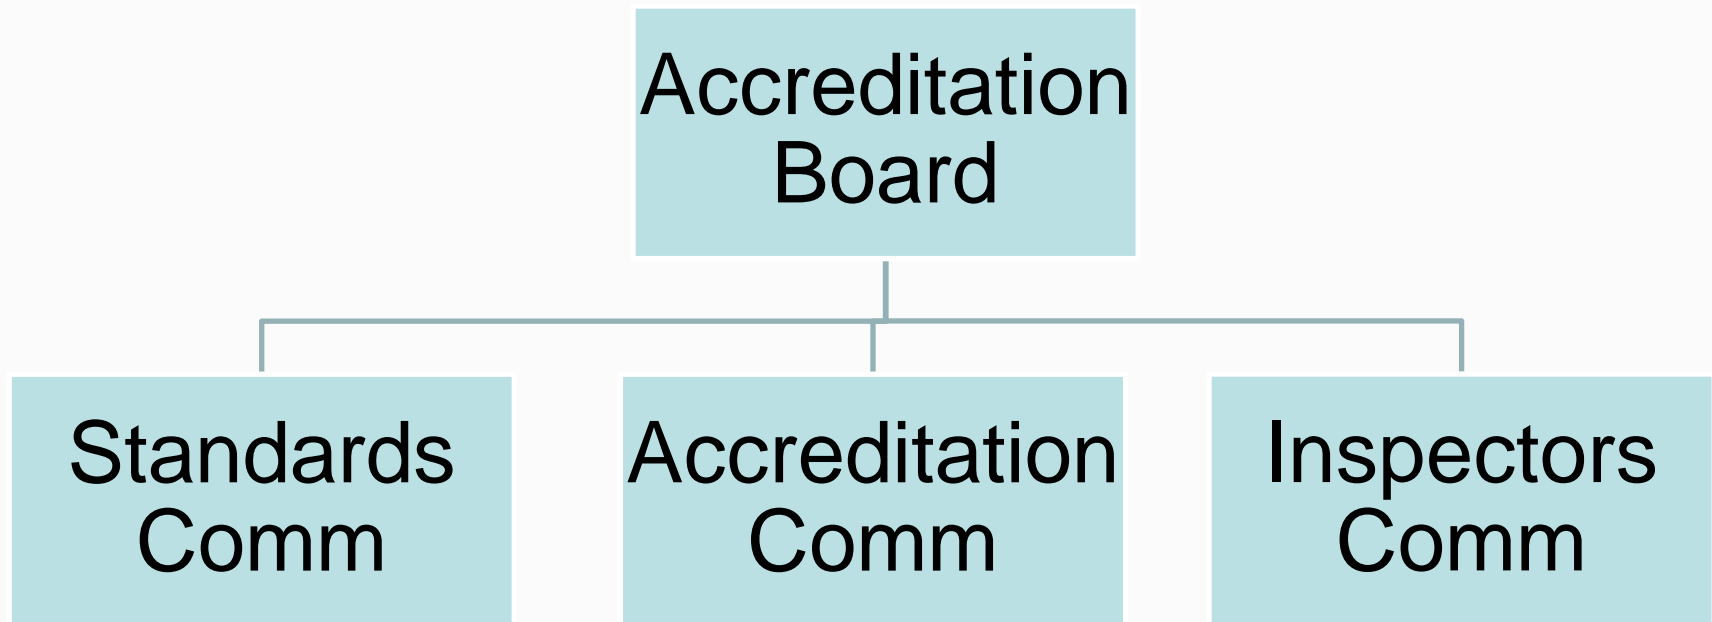 Accreditation
Board
Standards
Comm
Accreditation
Comm
Inspectors
Comm